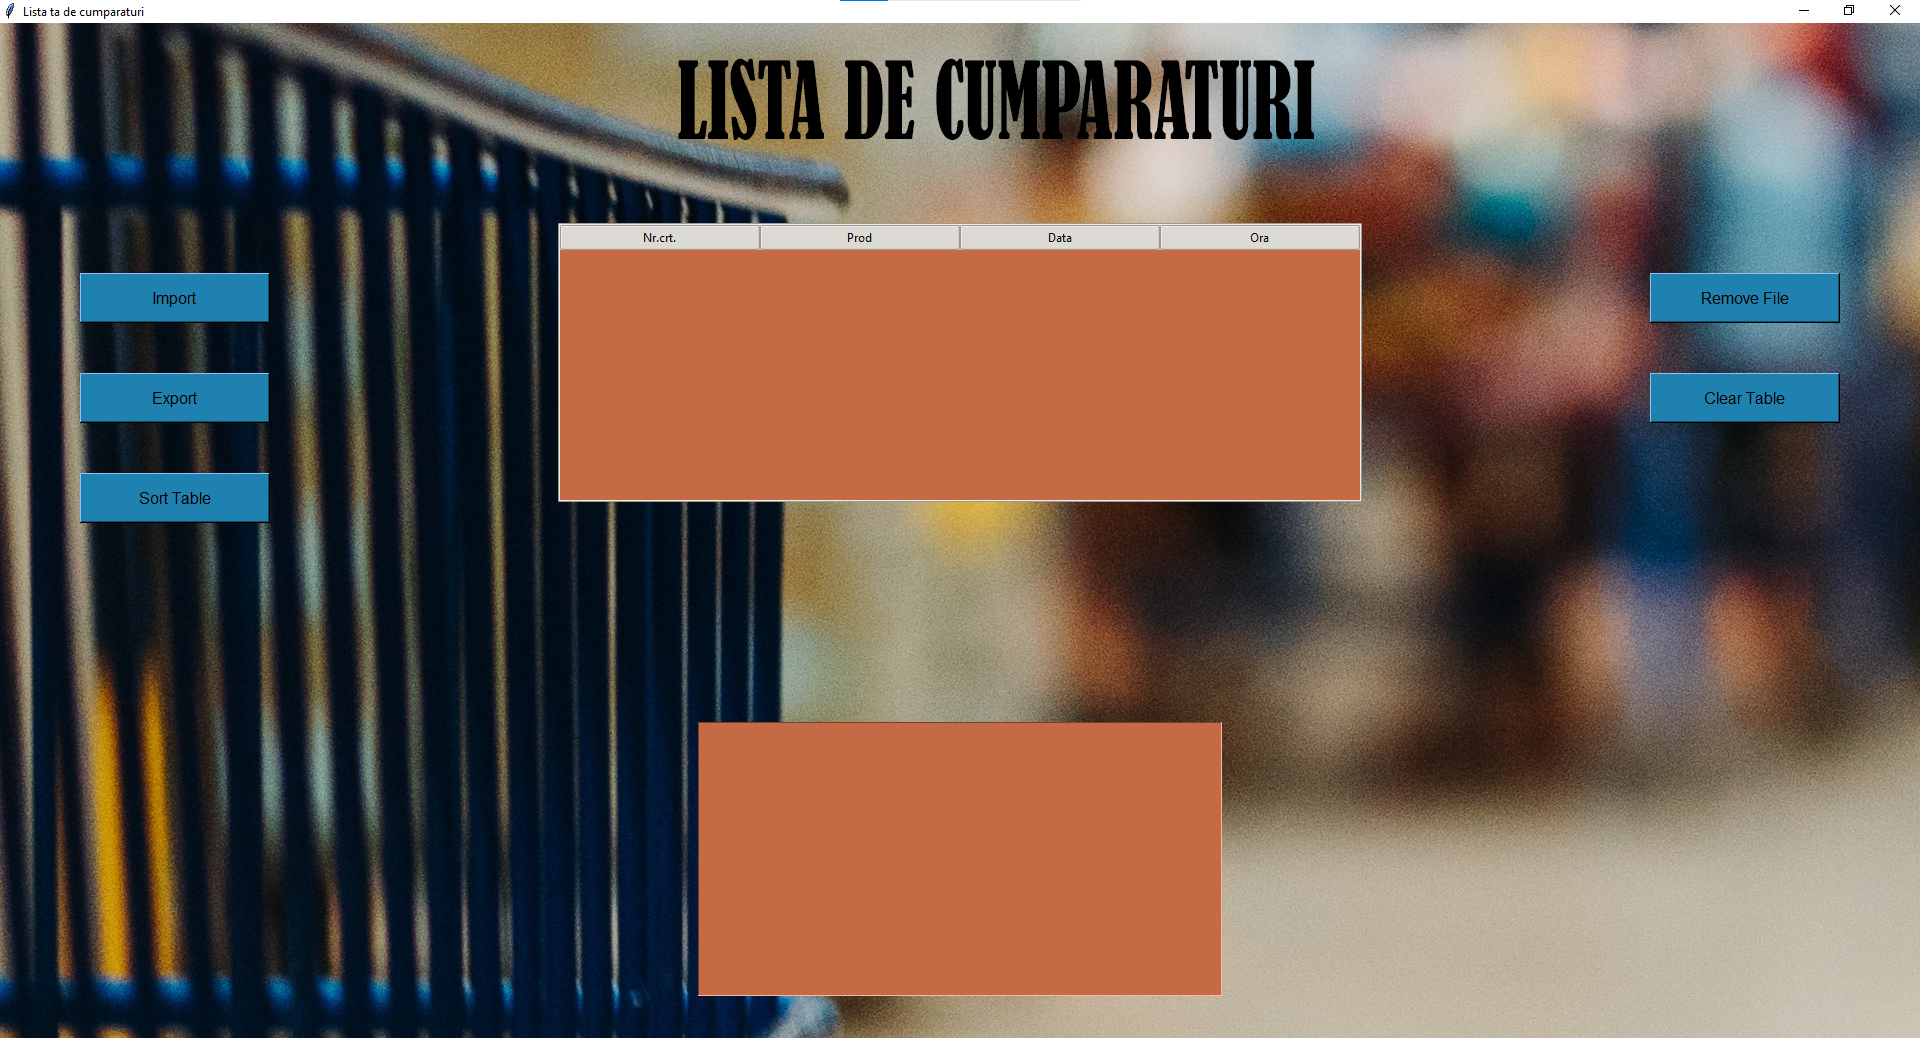 Lista ta de cumparaturi
LISTA DE CUMPARATURI
Nr.crt. Prod Data Ora
Import
Remove File
Export
Clear Table
Sort Table